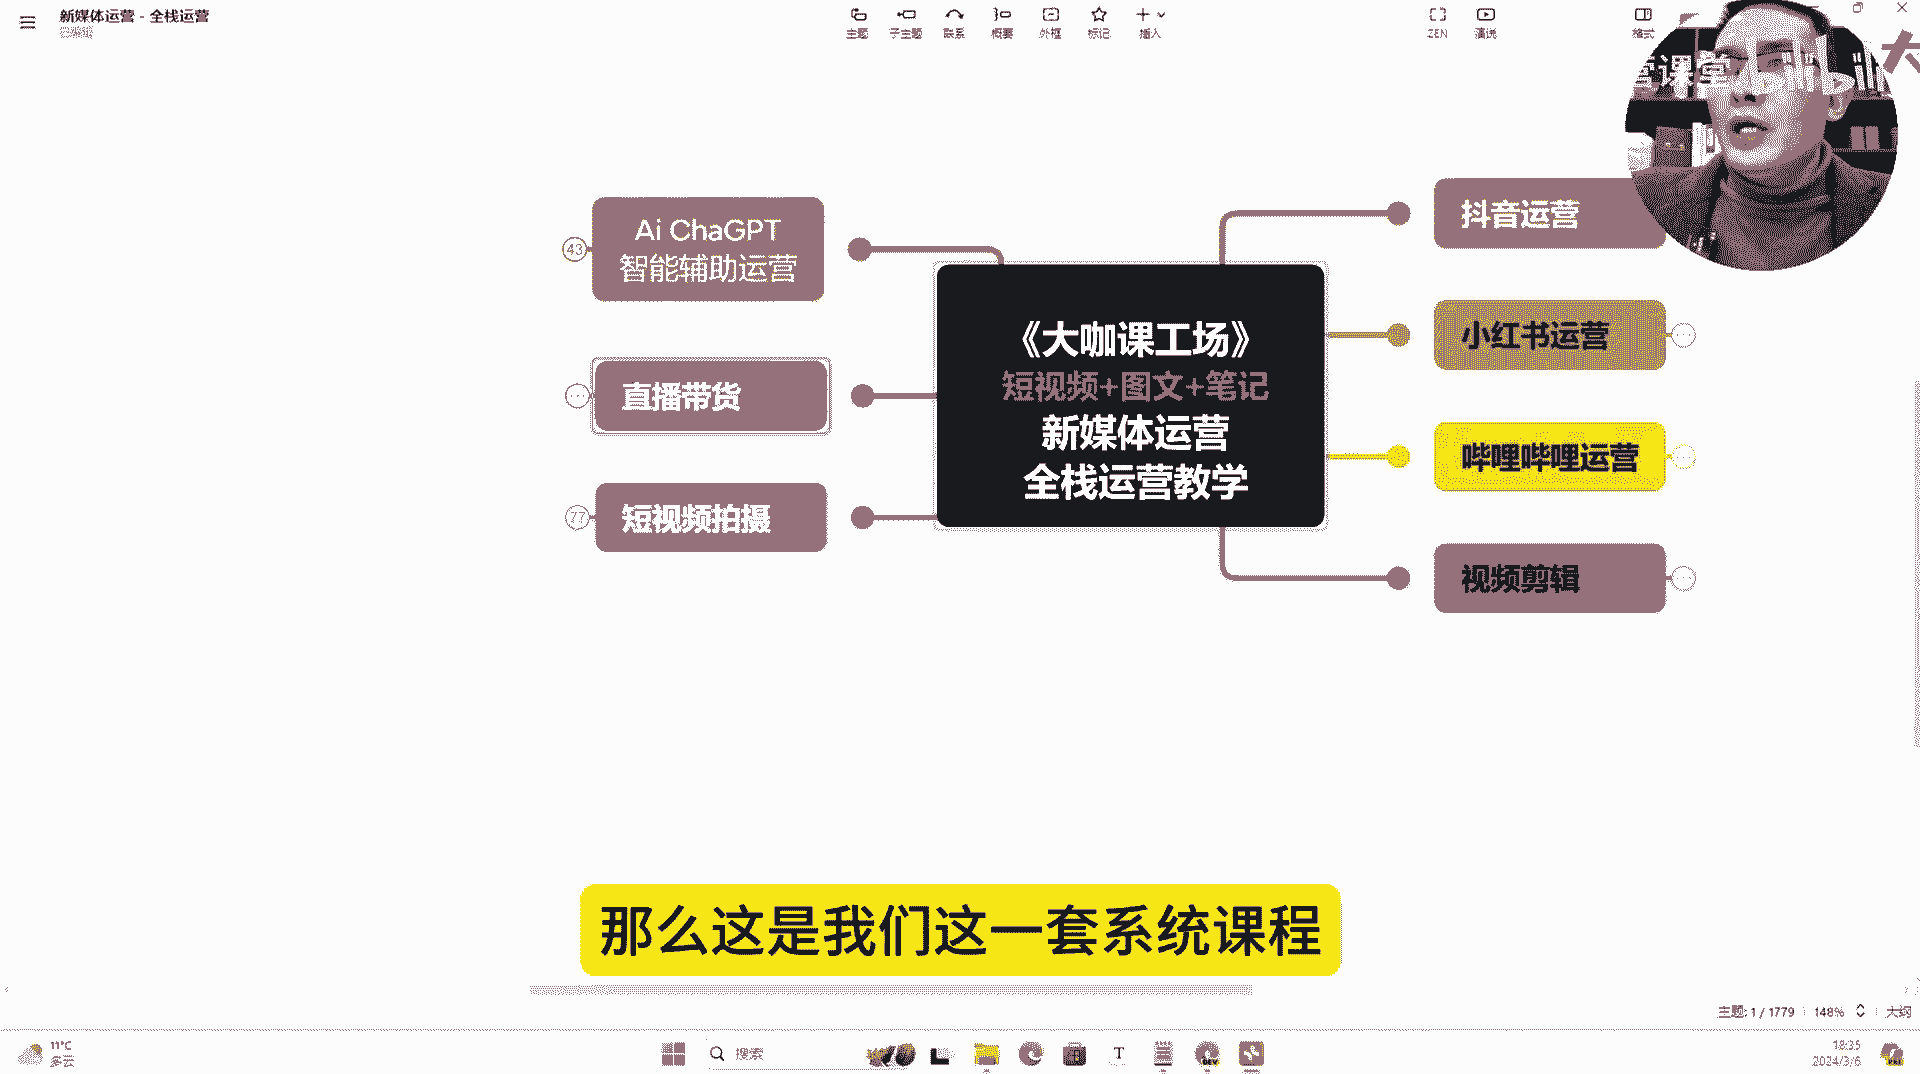 新媒体运营 - 全栈运营
已编辑
主题
子主题
联系
概要
外框
标记
插入
ZEN
演说
格式
营课堂
大
Ai ChaGPT
智能辅助运营
43
直播带货
短视频拍摄
77
《大咖课工场》
短视频+图文+笔记
新媒体运营
全栈运营教学
抖音运营
小红书运营
哔哩哔哩运营
视频剪辑
那么这是我们这一套系统课程
主题: 1 / 1779
148%
大纲
11°C
多云
搜索
T
DEV
18:35
2024/3/6